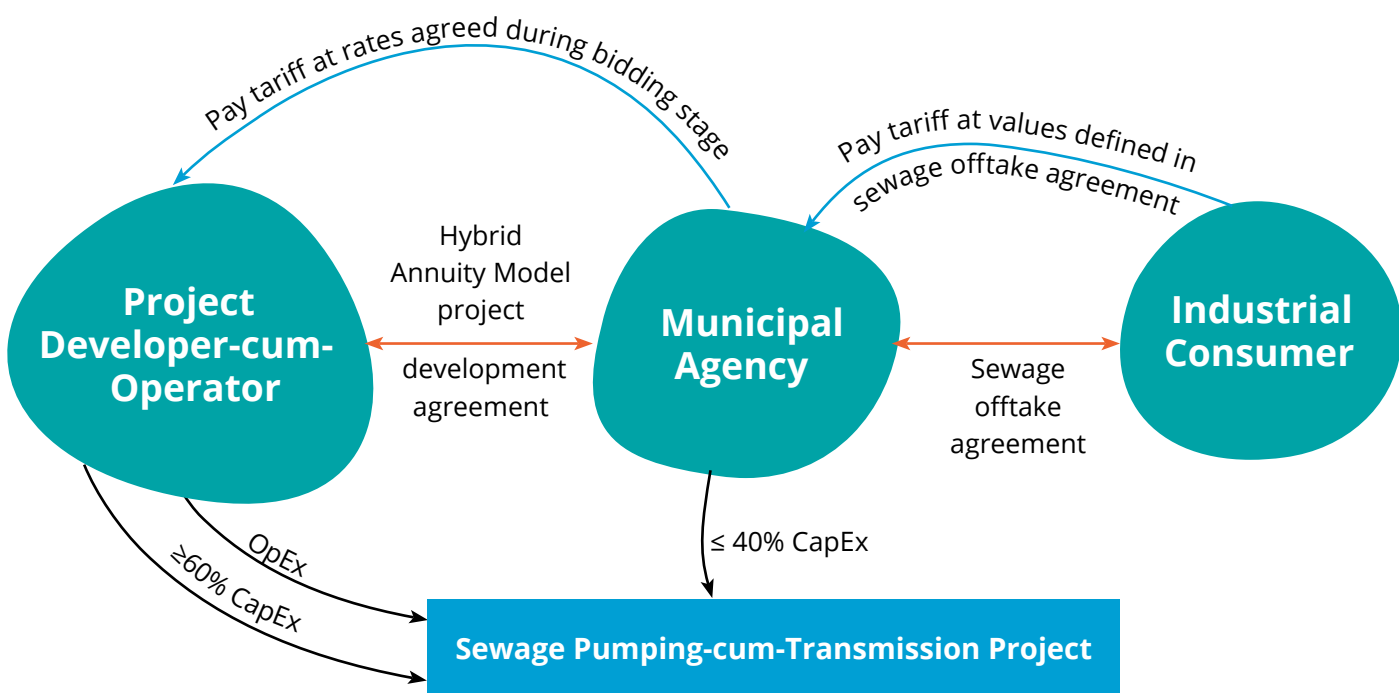 Pay tariff at rates agreed during bidding stage
Pay tariff at values defined in
sewage offtake agreement
Hybrid
Annuity Model
project
development
agreement
Project
Developer-cum-
Operator
Municipal
Agency
Industrial
Consumer
Sewage
offtake
agreement
OpEx
≥60% CapEx
≤ 40% CapEx
Sewage Pumping-cum-Transmission Project